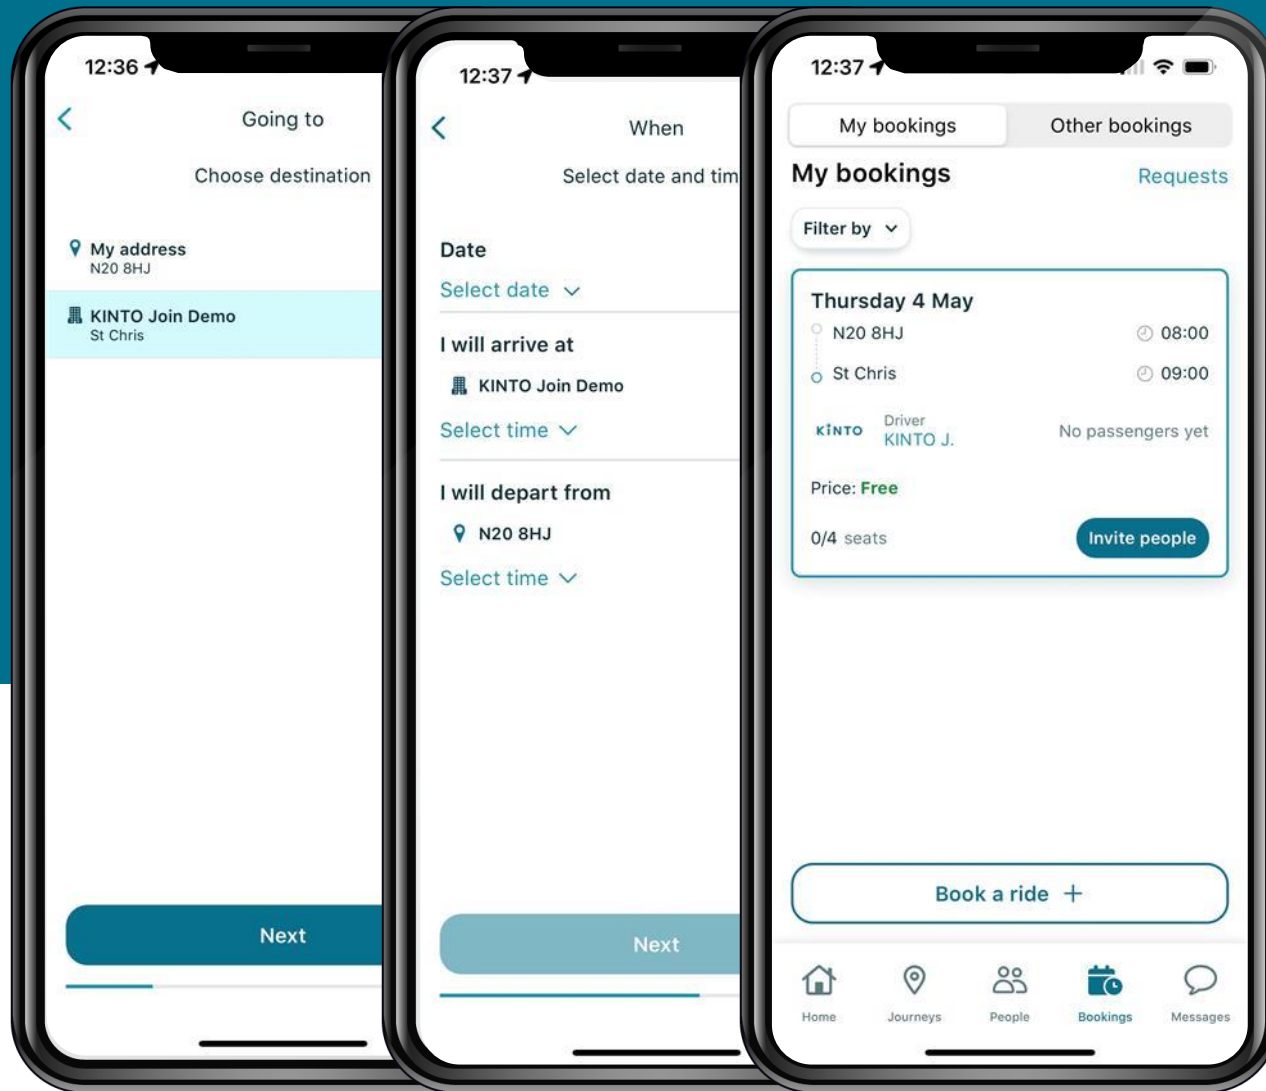 12:36
Going to
Choose destination
My address
N20 8HJ
KINTO Join Demo
St Chris
Next
12:37
When
Select date and tim
Date
Select date
I will arrive at
KINTO Join Demo
Select time
I will depart from
N20 8HJ
Select time
Next
12:37
My bookings Other bookings
My bookings Requests
Filter by
Thursday 4 May
N20 8HJ 08:00
St Chris 09:00
KINTO Driver
KINTO J. No passengers yet
Price: Free
0/4 seats Invite people
Book a ride +
Home Journeys People Bookings Messages